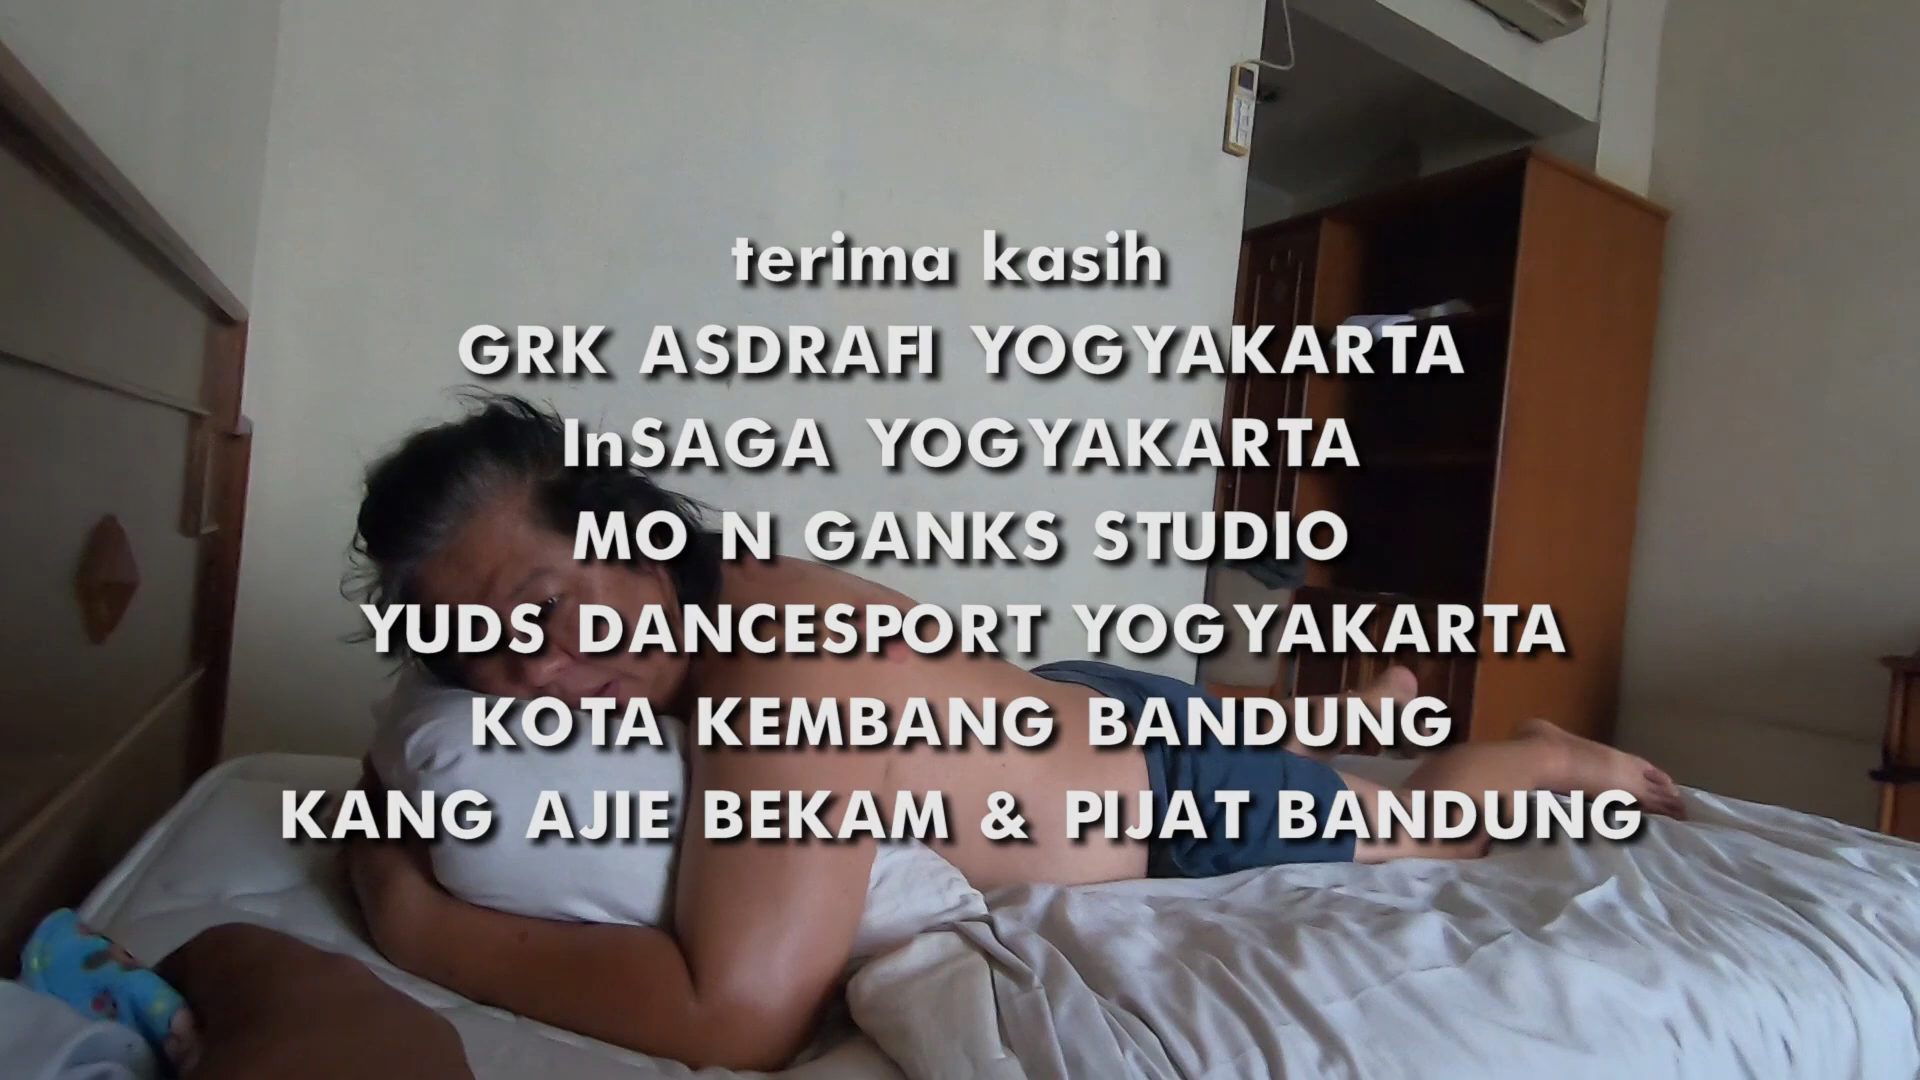 terima kasih
GRK ASDRAFI YOGYAKARTA
InSAGA YOGYAKARTA
MO N GANKS STUDIO
YUDS DANCESPORT YOGYAKARTA
KOTA KEMBANG BANDUNG
KANG AJIE BEKAM & PIJAT BANDUNG